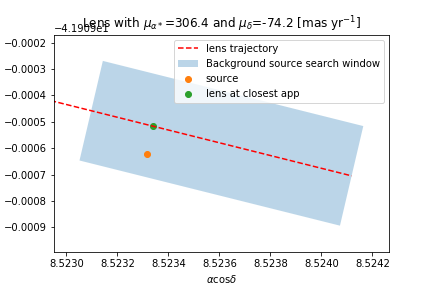 Lens with μα*=306.4 and μδ=-74.2 [mas yr⁻¹]
−4.1909e1
−0.0002
−0.0003
−0.0004
−0.0005
−0.0006
−0.0007
−0.0008
−0.0009
lens trajectory
Background source search window
source
lens at closest app
8.5230 8.5232 8.5234 8.5236 8.5238 8.5240 8.5242
αcosδ